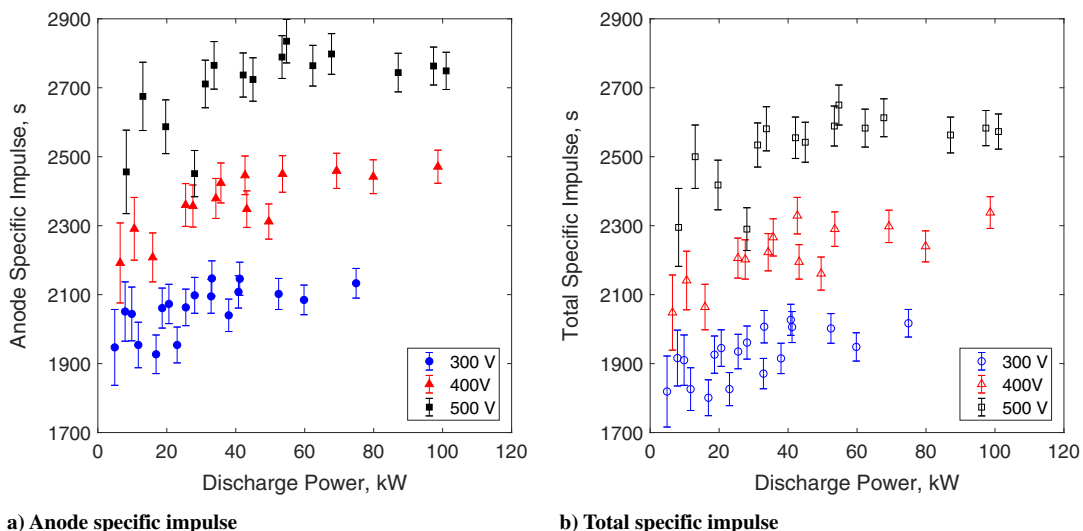 2900
2700
2500
2300
2100
1900
1700
0 20 40 60 80 100 120
Anode Specific Impulse, s
Discharge Power, kW
300 V
400V
500 V
a) Anode specific impulse
2900
2700
2500
2300
2100
1900
1700
0 20 40 60 80 100 120
Total Specific Impulse, s
Discharge Power, kW
300 V
400V
500 V
b) Total specific impulse